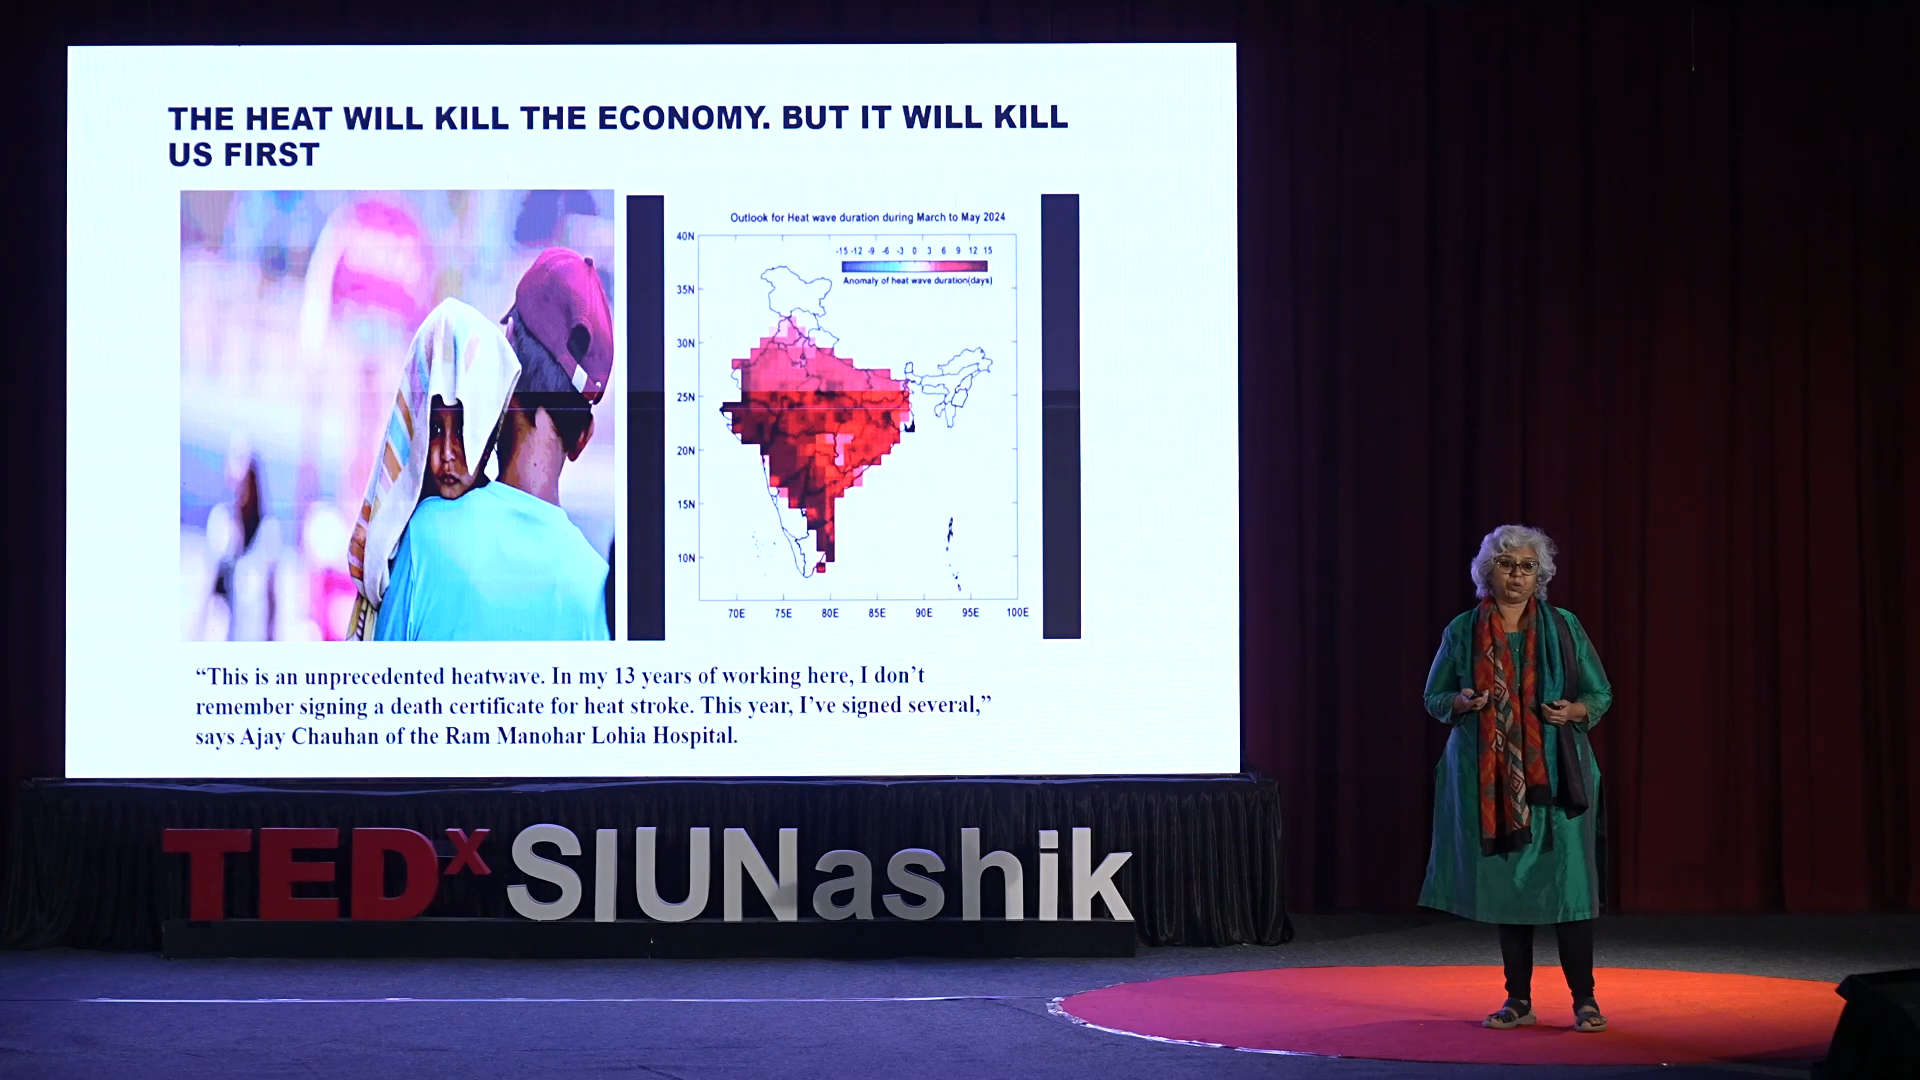 THE HEAT WILL KILL THE ECONOMY. BUT IT WILL KILL
US FIRST
Outlook for Heat wave duration during March to May 2024
40N
-15 -12 -9 -6 -3 0 3 6 9 12 15
Anomaly of heat wave duration(days)
35N
30N
25N
20N
15N
10N
70E 75E 80E 85E 90E 95E 100E
“This is an unprecedented heatwave. In my 13 years of working here, I don’t
remember signing a death certificate for heat stroke. This year, I’ve signed several,”
says Ajay Chauhan of the Ram Manohar Lohia Hospital.
TEDx SIUNashik